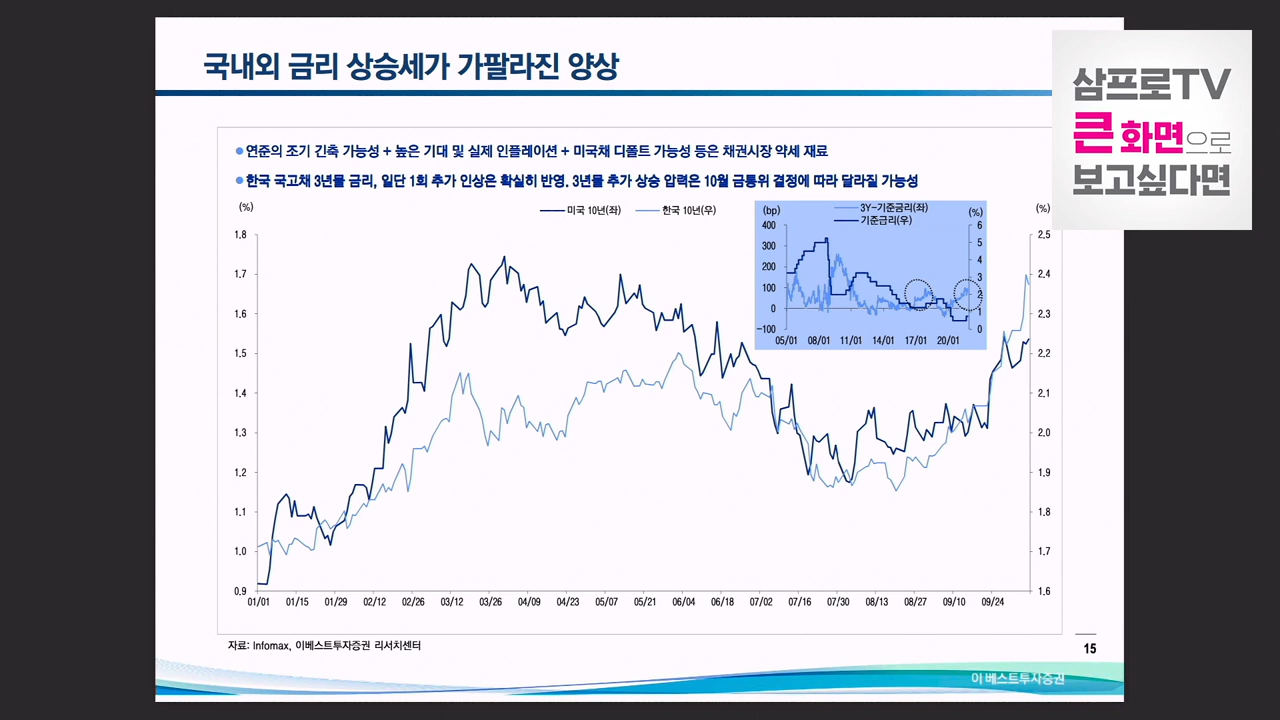 국내외 금리 상승세가 가팔라진 양상
삼프로TV
큰 화면으로
보고싶다면
●연준의 조기 긴축 가능성 + 높은 기대 및 실제 인플레이션 + 미국채 디폴트 가능성 등은 채권시장 약세 재료
●한국 국고채 3년물 금리, 일단 1회 추가 인상은 확실히 반영. 3년물 추가 상승 압력은 10월 금통위 결정에 따라 달라질 가능성
(%)
미국 10년(좌) 한국 10년(우)
(%)
(bp)
3Y-기준금리(좌)
기준금리(우)
(%)
400
300
200
100
0
-100
6
5
4
3
2
1
0
05/01 08/01 11/01 14/01 17/01 20/01
1.8
1.7
1.6
1.5
1.4
1.3
1.2
1.1
1.0
0.9
2.5
2.4
2.3
2.2
2.1
2.0
1.9
1.8
1.7
1.6
01/01 01/15 01/29 02/12 02/26 03/12 03/26 04/09 04/23 05/07 05/21 06/04 06/18 07/02 07/16 07/30 08/13 08/27 09/10 09/24
자료: Infomax, 이베스트투자증권 리서치센터
15
이베스트투자증권